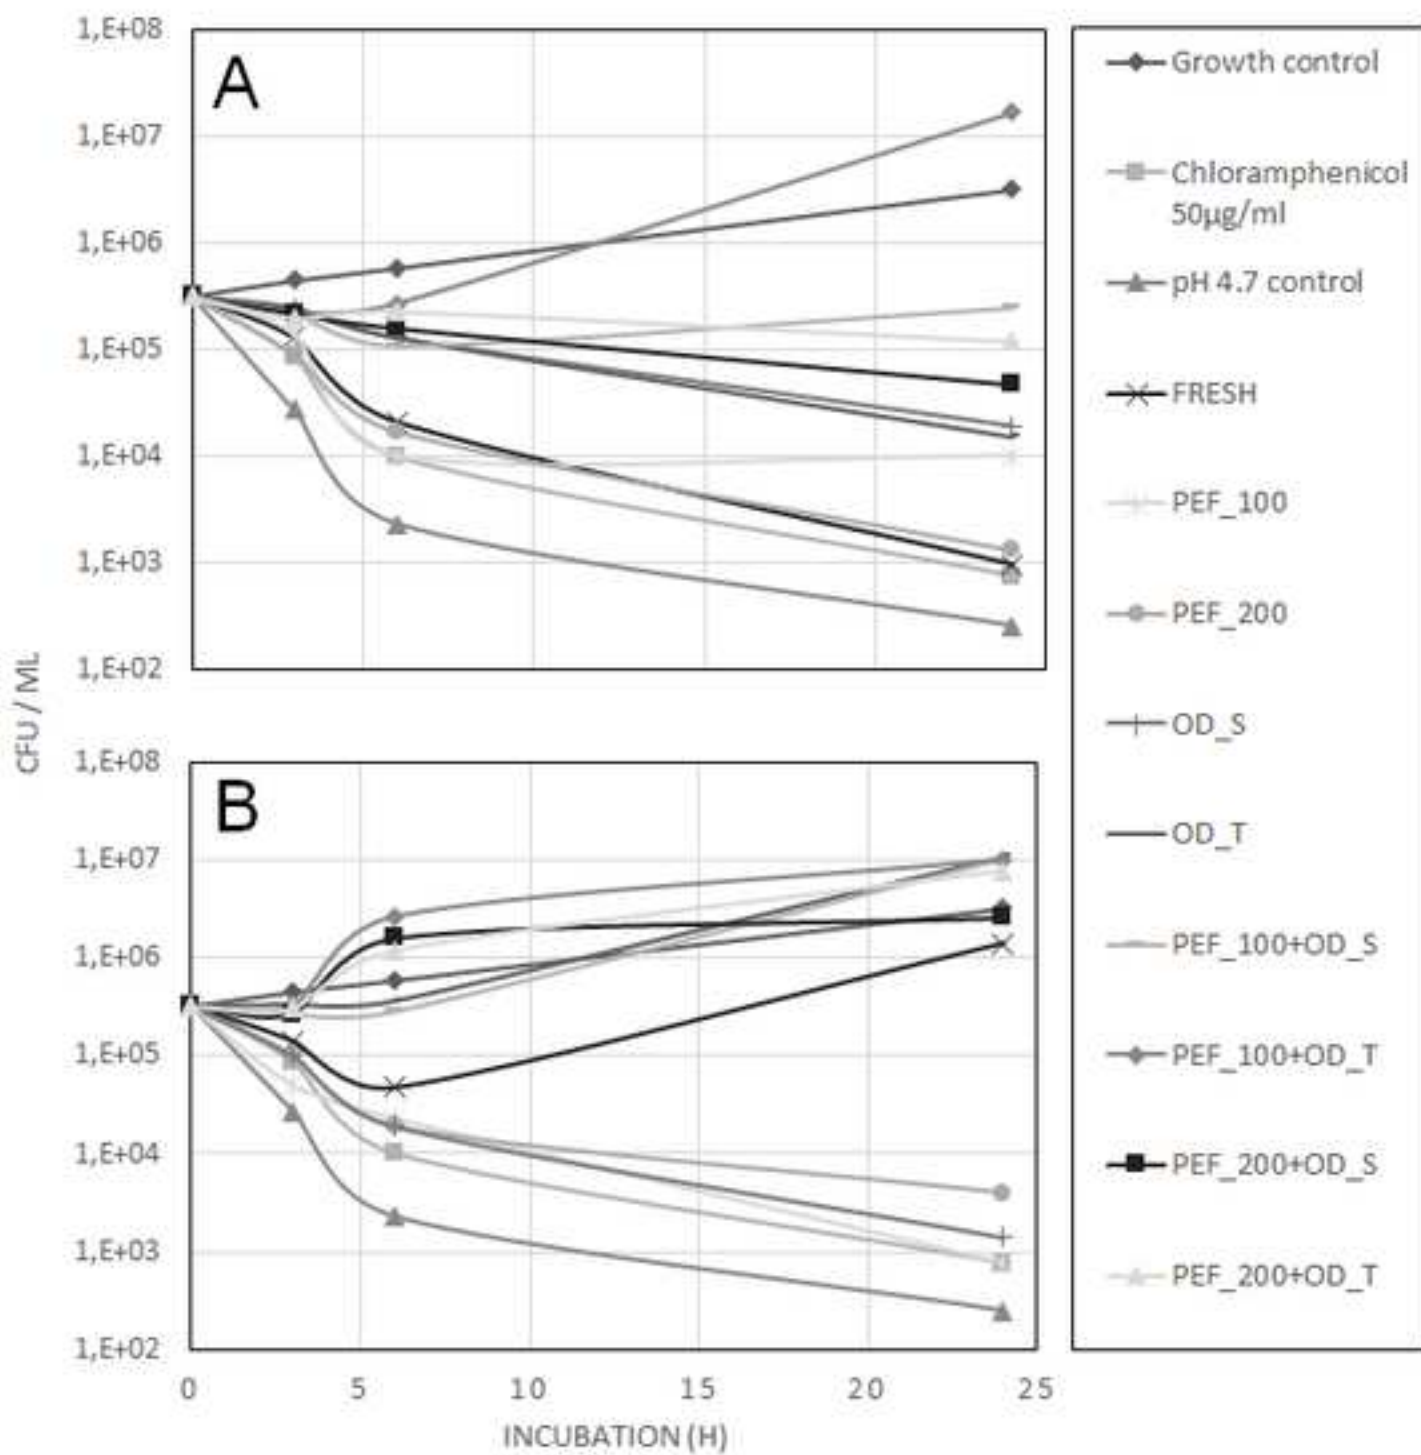 1,E+08
A
1,E+07
1,E+06
1,E+05
1,E+04
1,E+03
1,E+02
CFU / ML
1,E+08
B
1,E+07
1,E+06
1,E+05
1,E+04
1,E+03
1,E+02
0 5 10 15 20 25
INCUBATION (H)
Growth control
Chloramphenicol
50µg/ml
pH 4.7 control
FRESH
PEF_100
PEF_200
OD_S
OD_T
PEF_100+OD_S
PEF_100+OD_T
PEF_200+OD_S
PEF_200+OD_T